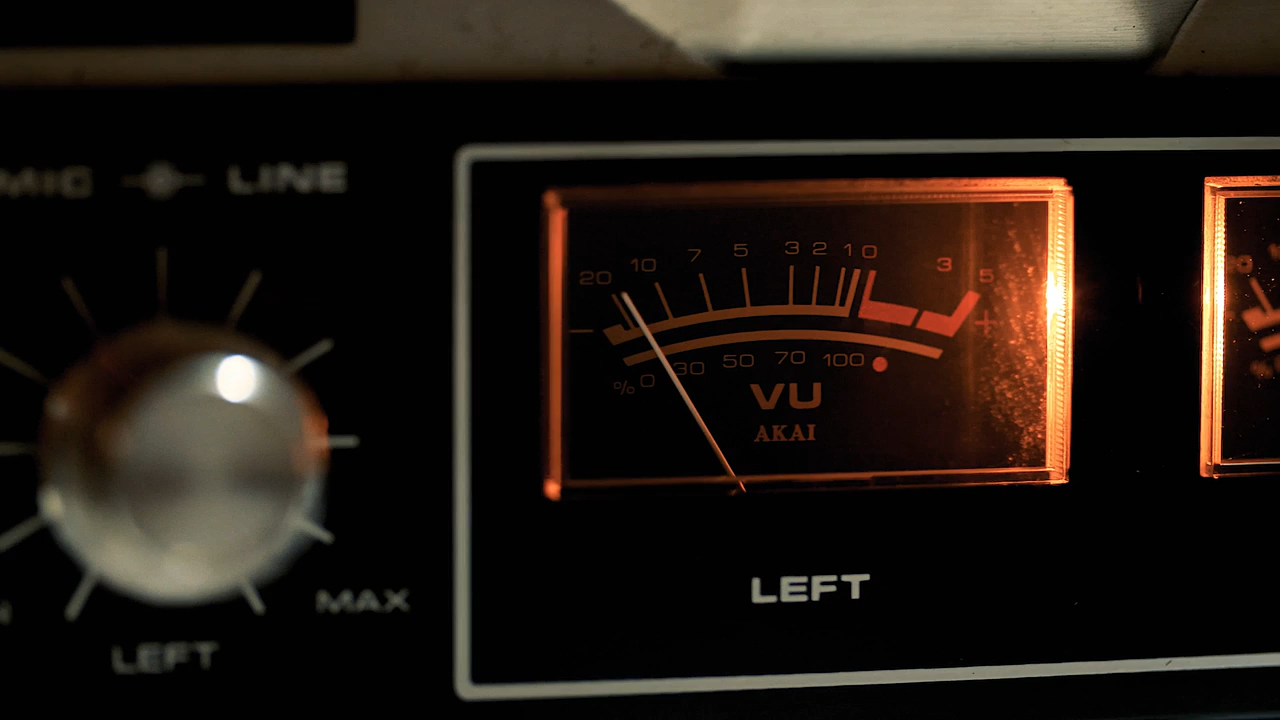 MIC LINE
MAX
LEFT
20 10 7 5 3 2 1 0 3 5
- +
% 0 30 50 70 100
VU
AKAI
LEFT